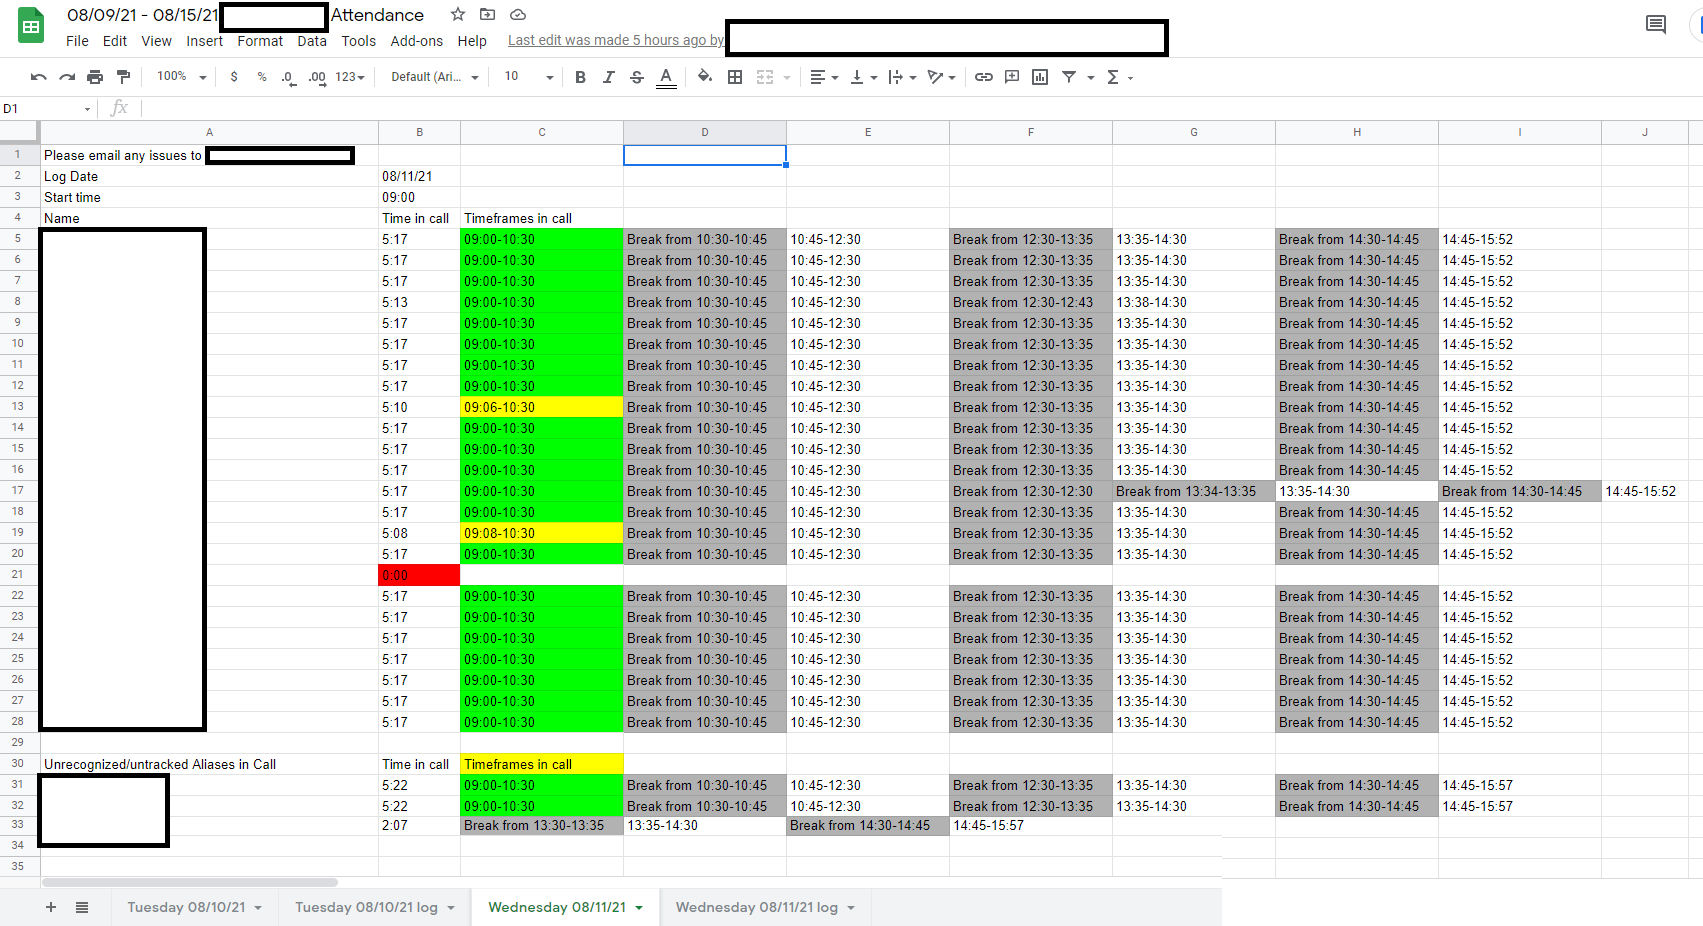 08/09/21 - 08/15/21 Attendance
File Edit View Insert Format Data Tools Add-ons Help Last edit was made 5 hours ago by
100% $ % .0 .00 123 Default (Ari... 10 B I S A
D1 fx
A B C D E F G H I J
1 Please email any issues to
2 Log Date 08/11/21
3 Start time 09:00
4 Name Time in call Timeframes in call
5 5:17 09:00-10:30 Break from 10:30-10:45 10:45-12:30 Break from 12:30-13:35 13:35-14:30 Break from 14:30-14:45 14:45-15:52
6 5:17 09:00-10:30 Break from 10:30-10:45 10:45-12:30 Break from 12:30-13:35 13:35-14:30 Break from 14:30-14:45 14:45-15:52
7 5:17 09:00-10:30 Break from 10:30-10:45 10:45-12:30 Break from 12:30-13:35 13:35-14:30 Break from 14:30-14:45 14:45-15:52
8 5:13 09:00-10:30 Break from 10:30-10:45 10:45-12:30 Break from 12:30-12:43 13:38-14:30 Break from 14:30-14:45 14:45-15:52
9 5:17 09:00-10:30 Break from 10:30-10:45 10:45-12:30 Break from 12:30-13:35 13:35-14:30 Break from 14:30-14:45 14:45-15:52
10 5:17 09:00-10:30 Break from 10:30-10:45 10:45-12:30 Break from 12:30-13:35 13:35-14:30 Break from 14:30-14:45 14:45-15:52
11 5:17 09:00-10:30 Break from 10:30-10:45 10:45-12:30 Break from 12:30-13:35 13:35-14:30 Break from 14:30-14:45 14:45-15:52
12 5:17 09:00-10:30 Break from 10:30-10:45 10:45-12:30 Break from 12:30-13:35 13:35-14:30 Break from 14:30-14:45 14:45-15:52
13 5:10 09:06-10:30 Break from 10:30-10:45 10:45-12:30 Break from 12:30-13:35 13:35-14:30 Break from 14:30-14:45 14:45-15:52
14 5:17 09:00-10:30 Break from 10:30-10:45 10:45-12:30 Break from 12:30-13:35 13:35-14:30 Break from 14:30-14:45 14:45-15:52
15 5:17 09:00-10:30 Break from 10:30-10:45 10:45-12:30 Break from 12:30-13:35 13:35-14:30 Break from 14:30-14:45 14:45-15:52
16 5:17 09:00-10:30 Break from 10:30-10:45 10:45-12:30 Break from 12:30-13:35 13:35-14:30 Break from 14:30-14:45 14:45-15:52
17 5:17 09:00-10:30 Break from 10:30-10:45 10:45-12:30 Break from 12:30-12:30 Break from 13:34-13:35 13:35-14:30 Break from 14:30-14:45 14:45-15:52
18 5:17 09:00-10:30 Break from 10:30-10:45 10:45-12:30 Break from 12:30-13:35 13:35-14:30 Break from 14:30-14:45 14:45-15:52
19 5:08 09:08-10:30 Break from 10:30-10:45 10:45-12:30 Break from 12:30-13:35 13:35-14:30 Break from 14:30-14:45 14:45-15:52
20 5:17 09:00-10:30 Break from 10:30-10:45 10:45-12:30 Break from 12:30-13:35 13:35-14:30 Break from 14:30-14:45 14:45-15:52
21 0:00
22 5:17 09:00-10:30 Break from 10:30-10:45 10:45-12:30 Break from 12:30-13:35 13:35-14:30 Break from 14:30-14:45 14:45-15:52
23 5:17 09:00-10:30 Break from 10:30-10:45 10:45-12:30 Break from 12:30-13:35 13:35-14:30 Break from 14:30-14:45 14:45-15:52
24 5:17 09:00-10:30 Break from 10:30-10:45 10:45-12:30 Break from 12:30-13:35 13:35-14:30 Break from 14:30-14:45 14:45-15:52
25 5:17 09:00-10:30 Break from 10:30-10:45 10:45-12:30 Break from 12:30-13:35 13:35-14:30 Break from 14:30-14:45 14:45-15:52
26 5:17 09:00-10:30 Break from 10:30-10:45 10:45-12:30 Break from 12:30-13:35 13:35-14:30 Break from 14:30-14:45 14:45-15:52
27 5:17 09:00-10:30 Break from 10:30-10:45 10:45-12:30 Break from 12:30-13:35 13:35-14:30 Break from 14:30-14:45 14:45-15:52
28 5:17 09:00-10:30 Break from 10:30-10:45 10:45-12:30 Break from 12:30-13:35 13:35-14:30 Break from 14:30-14:45 14:45-15:52
29
30 Unrecognized/untracked Aliases in Call Time in call Timeframes in call
31 5:22 09:00-10:30 Break from 10:30-10:45 10:45-12:30 Break from 12:30-13:35 13:35-14:30 Break from 14:30-14:45 14:45-15:57
32 5:22 09:00-10:30 Break from 10:30-10:45 10:45-12:30 Break from 12:30-13:35 13:35-14:30 Break from 14:30-14:45 14:45-15:57
33 2:07 Break from 13:30-13:35 13:35-14:30 Break from 14:30-14:45 14:45-15:57
34
35
+ Tuesday 08/10/21 Tuesday 08/10/21 log Wednesday 08/11/21 Wednesday 08/11/21 log